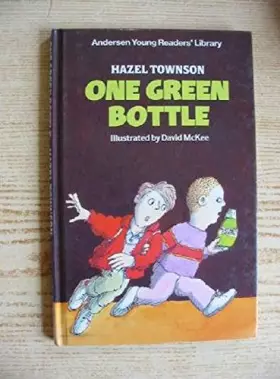 Andersen Young Readers' Library
HAZEL TOWNSON
ONE GREEN
BOTTLE
Illustrated by David McKee